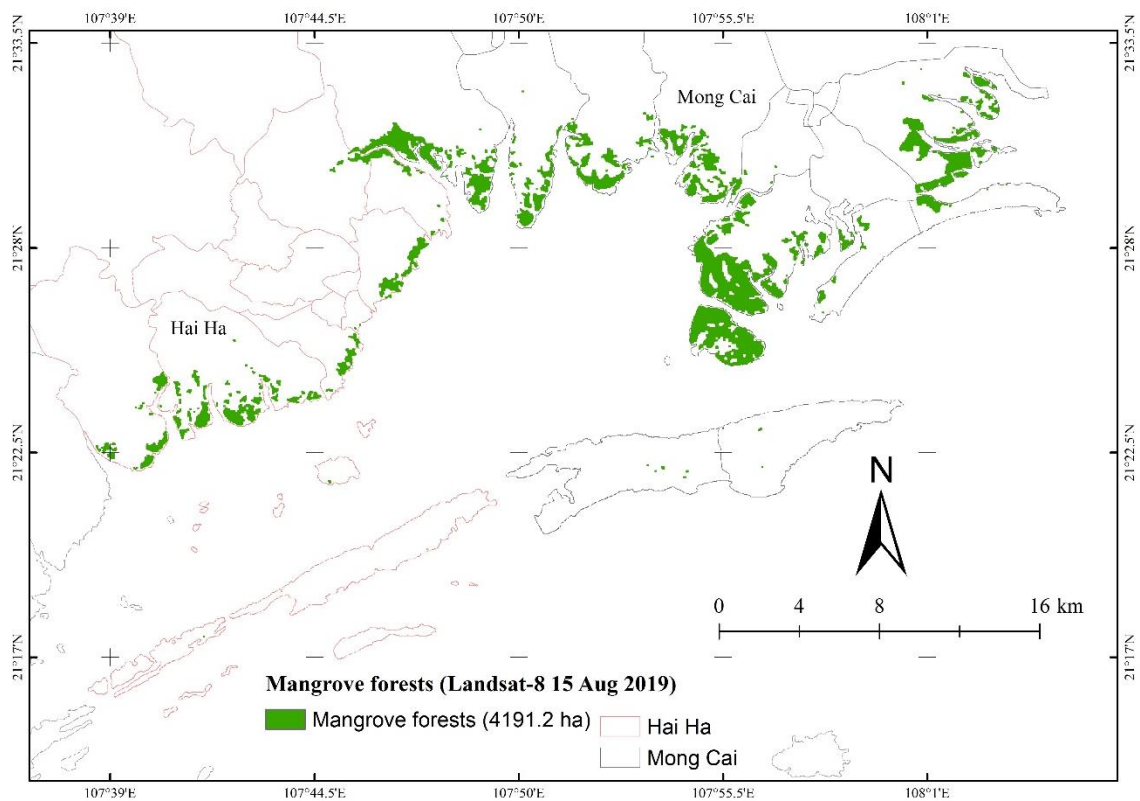 107°39'E 107°44.5'E 107°50'E 107°55.5'E 108°1'E
21°33.5'N 21°33.5'N
Mong Cai
21°28'N 21°28'N
Hai Ha
21°22.5'N 21°22.5'N
N
0 4 8 16 km
21°17'N 21°17'N
Mangrove forests (Landsat-8 15 Aug 2019)
Mangrove forests (4191.2 ha) Hai Ha
Mong Cai
107°39'E 107°44.5'E 107°50'E 107°55.5'E 108°1'E